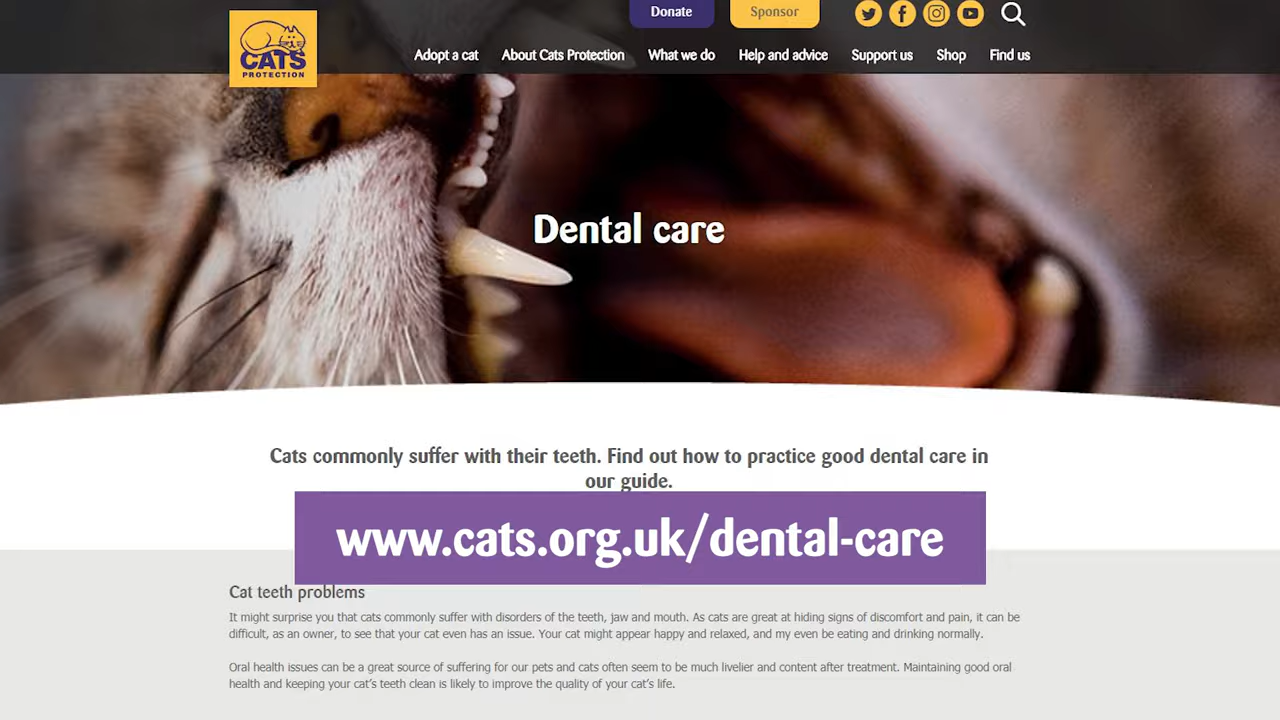 Donate
Sponsor
CATS
PROTECTION
Adopt a cat
About Cats Protection
What we do
Help and advice
Support us
Shop
Find us
Dental care
Cats commonly suffer with their teeth. Find out how to practice good dental care in
our guide.
www.cats.org.uk/dental-care
Cat teeth problems
It might surprise you that cats commonly suffer with disorders of the teeth, jaw and mouth. As cats are great at hiding signs of discomfort and pain, it can be
difficult, as an owner, to see that your cat even has an issue. Your cat might appear happy and relaxed, and my even be eating and drinking normally.
Oral health issues can be a great source of suffering for our pets and cats often seem to be much livelier and content after treatment. Maintaining good oral
health and keeping your cat's teeth clean is likely to improve the quality of your cat's life.